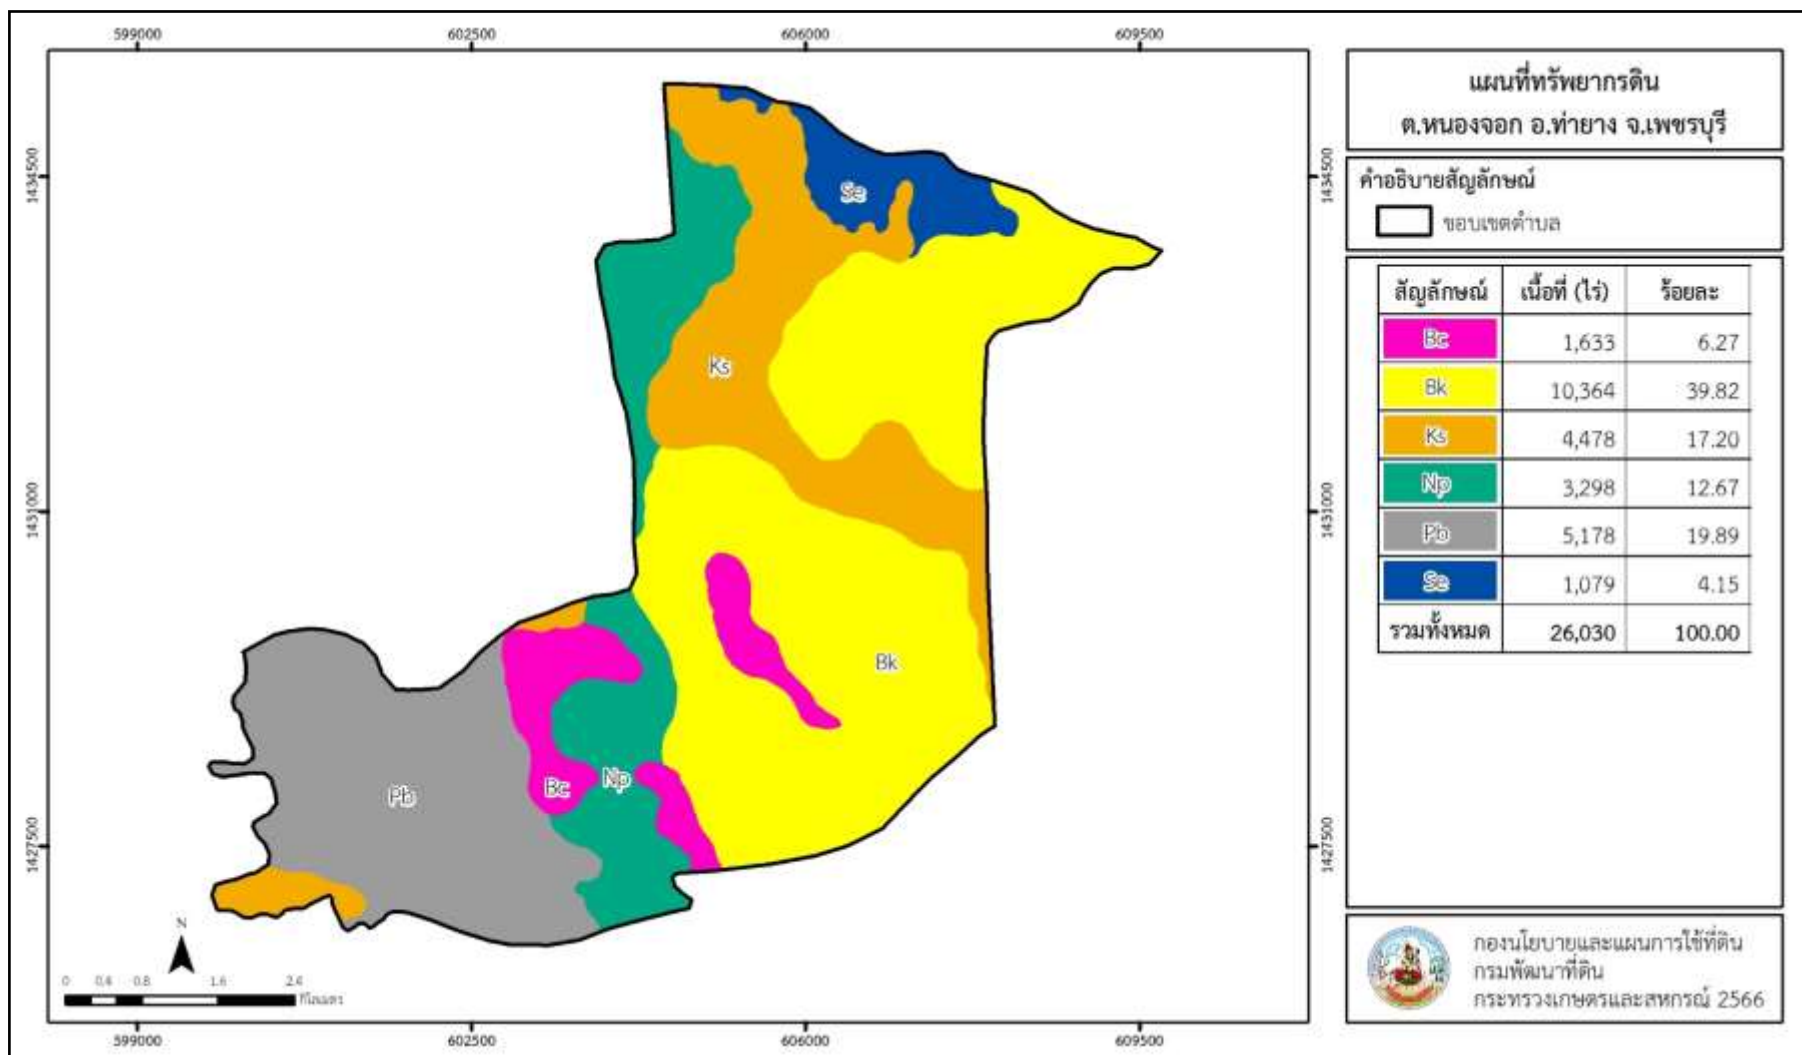 599000 602500 606000 609500
1434500
1431000
1427500
599000 602500 606000 609500
1434500
1431000
1427500
Se
Ks
Bk
Bc
Np
Pb
N
0 0.4 0.8 1.6 2.4
กิโลเมตร
แผนที่ทรัพยากรดิน
ต.หนองจอก อ.ท่ายาง จ.เพชรบุรี
คำอธิบายสัญลักษณ์
ขอบเขตตำบล
สัญลักษณ์ เนื้อที่ (ไร่) ร้อยละ
Bc 1,633 6.27
Bk 10,364 39.82
Ks 4,478 17.20
Np 3,298 12.67
Pb 5,178 19.89
Se 1,079 4.15
รวมทั้งหมด 26,030 100.00
กองนโยบายและแผนการใช้ที่ดิน
กรมพัฒนาที่ดิน
กระทรวงเกษตรและสหกรณ์ 2566